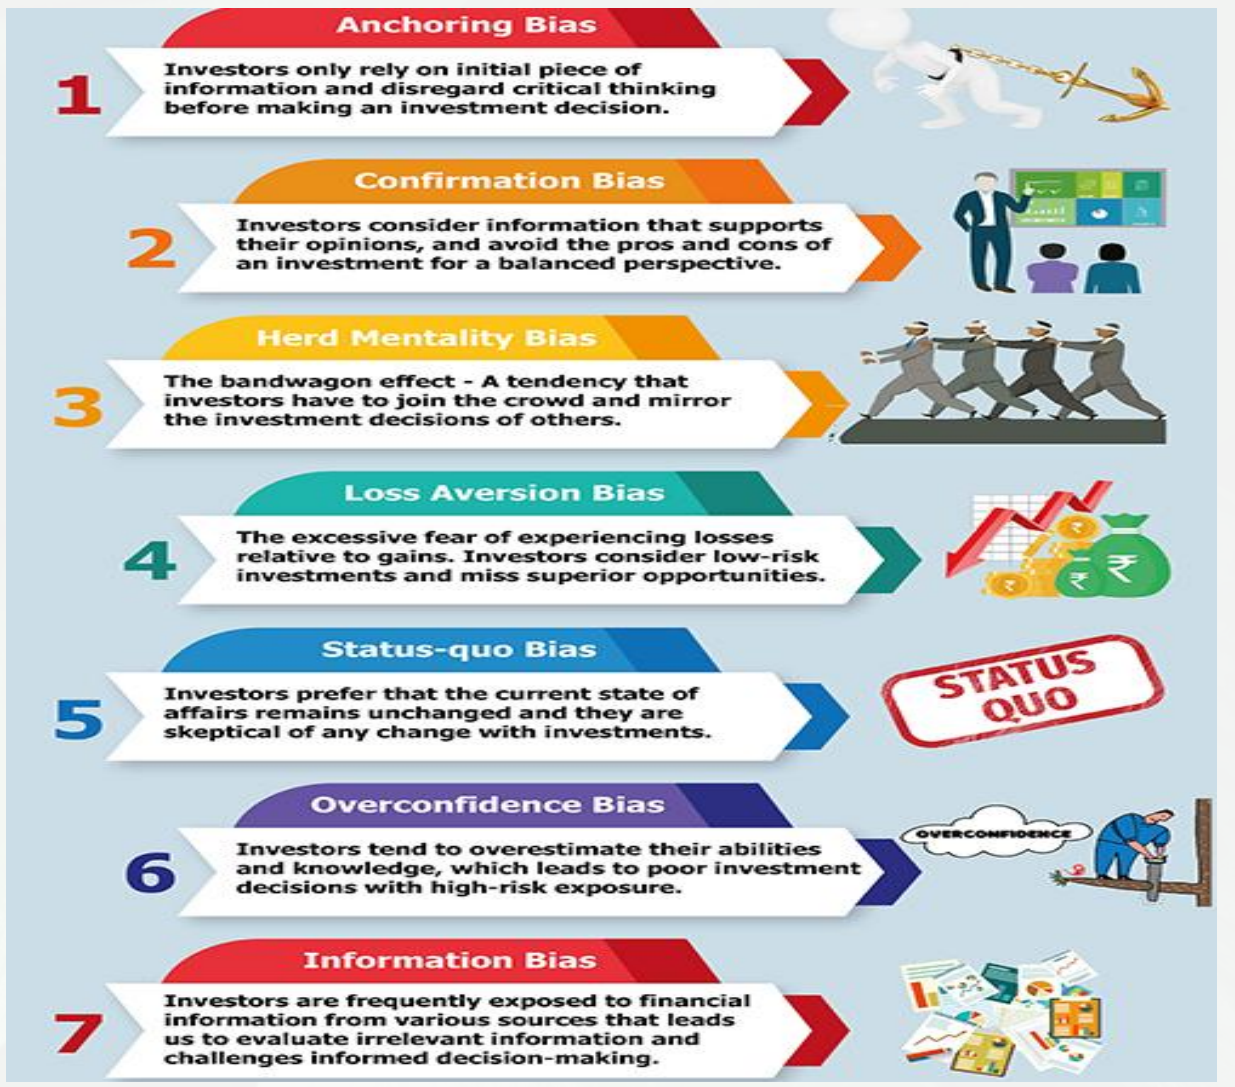 Anchoring Bias
1
Investors only rely on initial piece of
information and disregard critical thinking
before making an investment decision.
Confirmation Bias
2
Investors consider information that supports
their opinions, and avoid the pros and cons of
an investment for a balanced perspective.
Herd Mentality Bias
3
The bandwagon effect - A tendency that
investors have to join the crowd and mirror
the investment decisions of others.
Loss Aversion Bias
4
The excessive fear of experiencing losses
relative to gains. Investors consider low-risk
investments and miss superior opportunities.
₹
₹
₹
₹
Status-quo Bias
5
Investors prefer that the current state of
affairs remains unchanged and they are
skeptical of any change with investments.
STATUS
QUO
Overconfidence Bias
6
Investors tend to overestimate their abilities
and knowledge, which leads to poor investment
decisions with high-risk exposure.
OVERCONFIDENCE
Information Bias
7
Investors are frequently exposed to financial
information from various sources that leads
us to evaluate irrelevant information and
challenges informed decision-making.